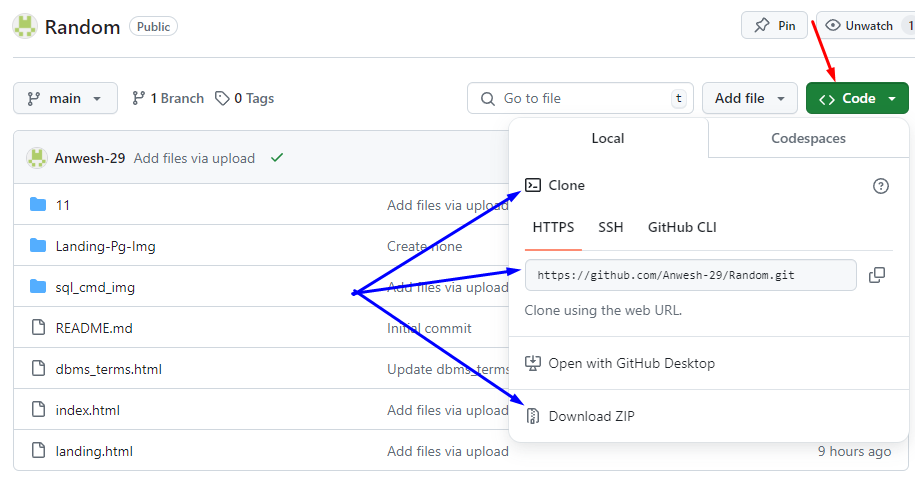 Random Public Pin Unwatch 1
main 1 Branch 0 Tags Go to file t Add file <> Code
Local Codespaces
Anwesh-29 Add files via upload
Clone
11 Add files via upload
HTTPS SSH GitHub CLI
Landing-Pg-Img Create none
https://github.com/Anwesh-29/Random.git
sql_cmd_img Add files via upload
Clone using the web URL.
README.md Initial commit
Open with GitHub Desktop
dbms_terms.html Update dbms_terms
index.html Add files via upload
Download ZIP
landing.html Add files via upload 9 hours ago